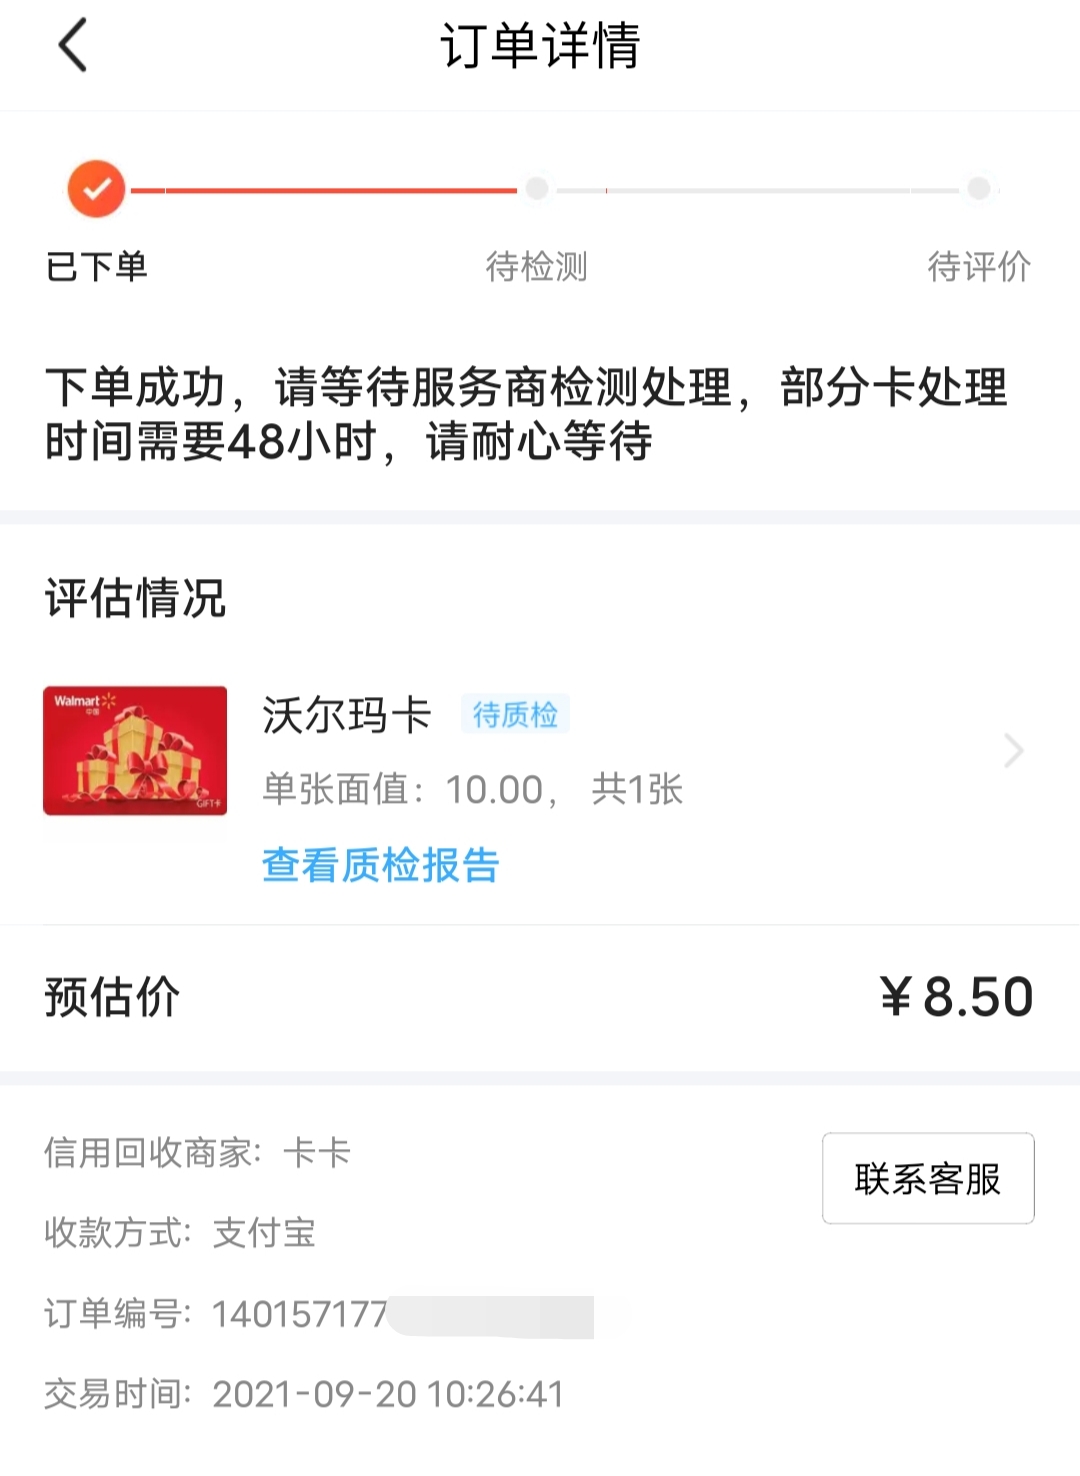 订单详情
已下单
待检测
待评价
下单成功，请等待服务商检测处理，部分卡处理
时间需要48小时，请耐心等待
评估情况
Walmart
中国
GIFT卡
沃尔玛卡
待质检
单张面值：10.00， 共1张
查看质检报告
预估价
¥8.50
信用回收商家：卡卡
联系客服
收款方式：支付宝
订单编号：140157177
交易时间：2021-09-20 10:26:41